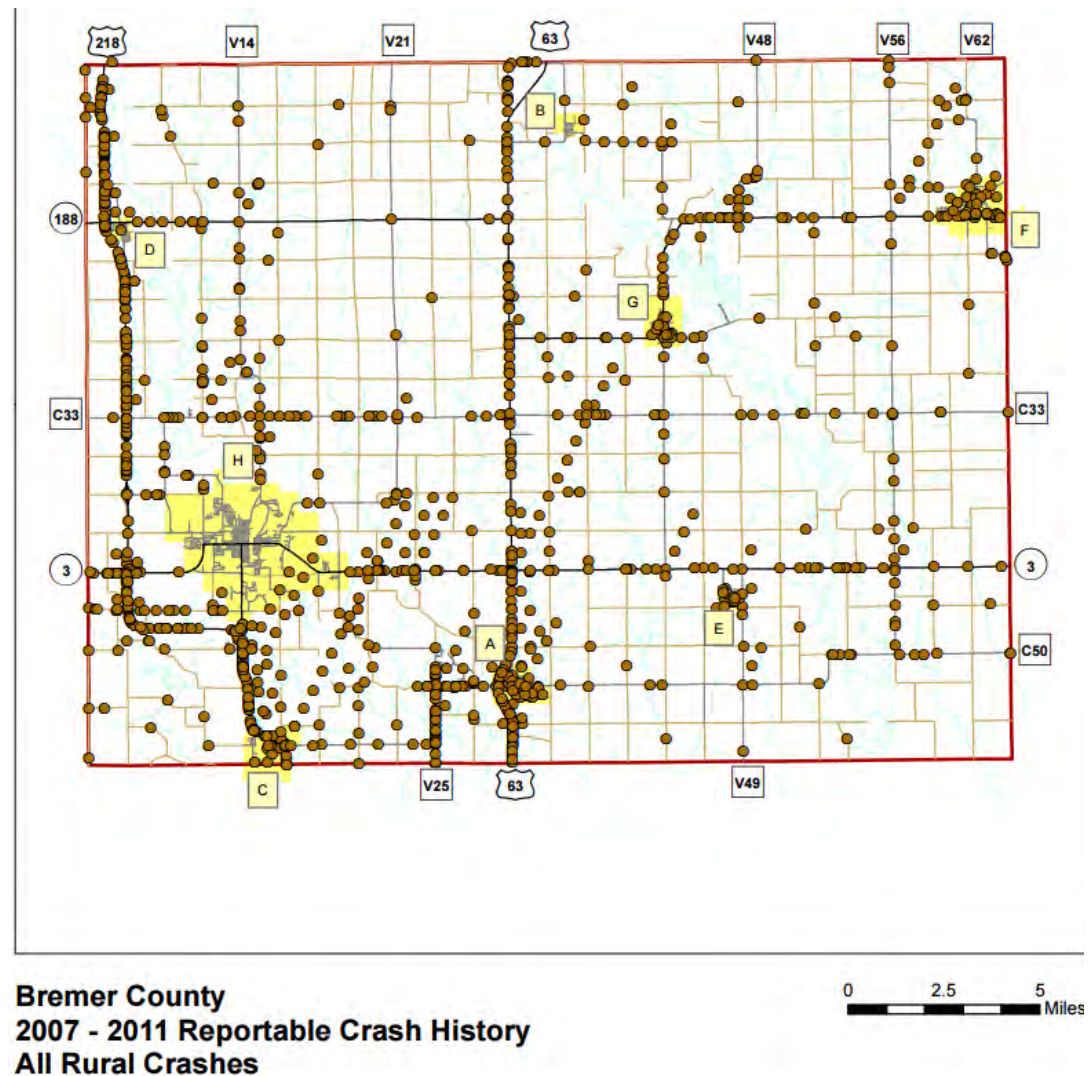 218
V14
V21
63
V48
V56
V62
B
188
D
F
G
C33
C33
H
3
3
E
A
C50
C
V25
63
V49
Bremer County
2007 - 2011 Reportable Crash History
All Rural Crashes
0 2.5 5
Miles